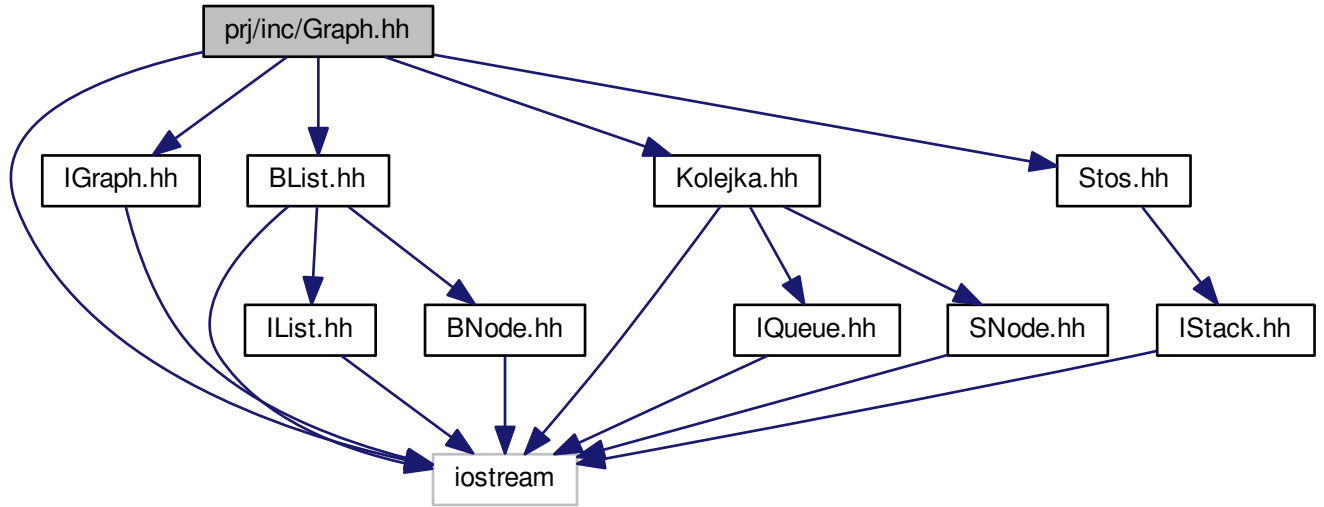 prj/inc/Graph.hh
IGraph.hh
BList.hh
Kolejka.hh
Stos.hh
IList.hh
BNode.hh
IQueue.hh
SNode.hh
IStack.hh
iostream